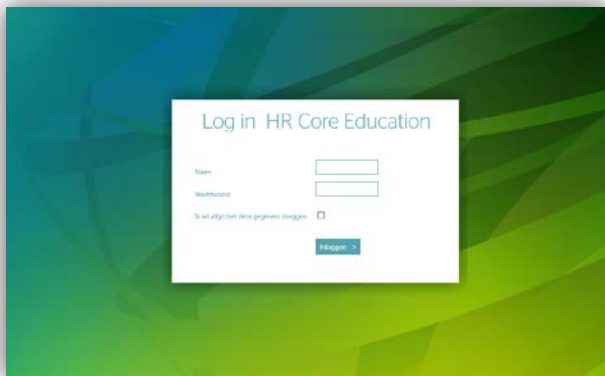 Log in HR Core Education
Naam
Wachtwoord
Ik wil altijd met deze gegevens inloggen
Inloggen >